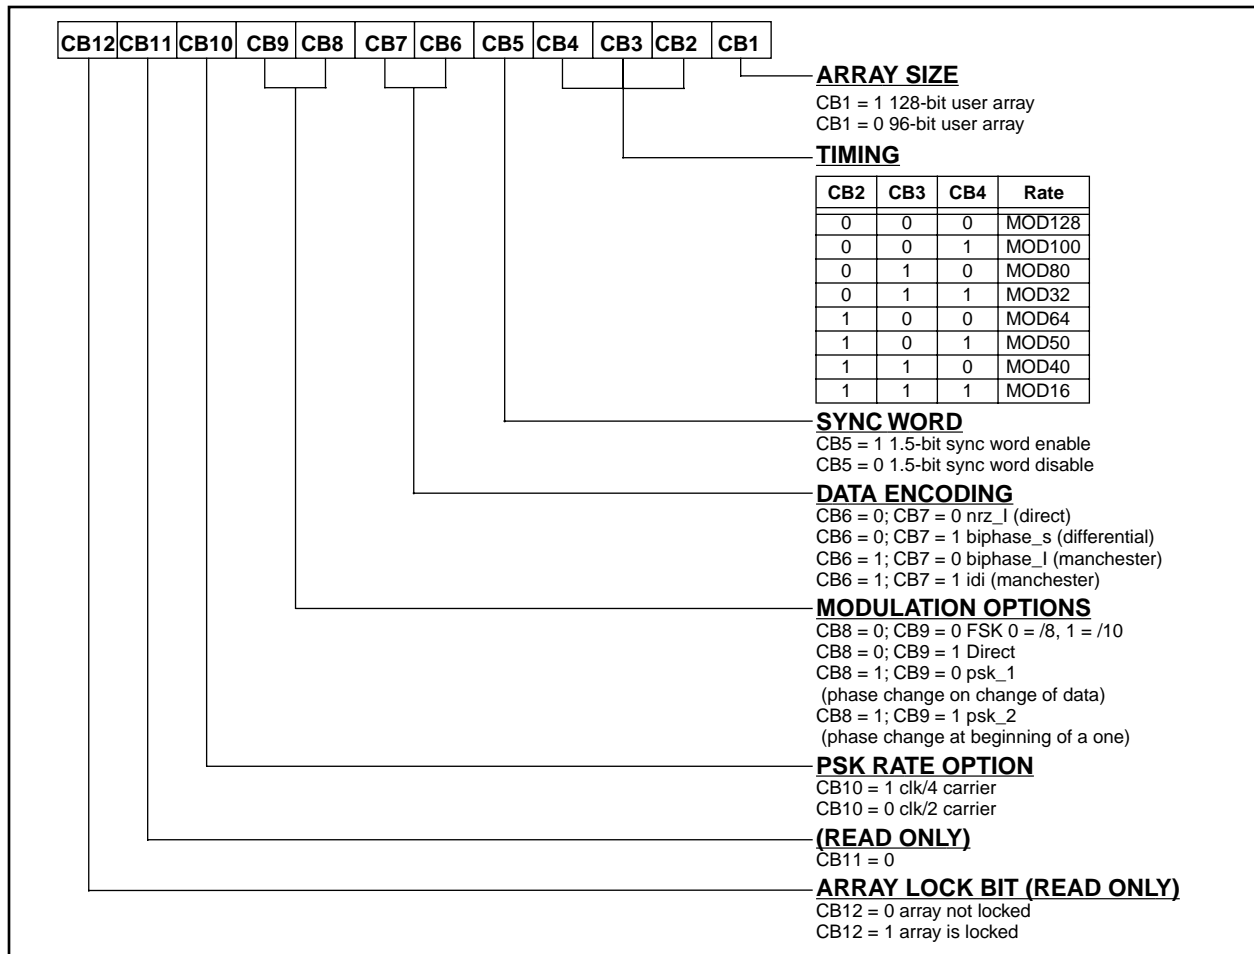 CB12 CB11 CB10 CB9 CB8 CB7 CB6 CB5 CB4 CB3 CB2 CB1
ARRAY SIZE
CB1 = 1 128-bit user array
CB1 = 0 96-bit user array
TIMING
CB2 CB3 CB4 Rate
0 0 0 MOD128
0 0 1 MOD100
0 1 0 MOD80
0 1 1 MOD32
1 0 0 MOD64
1 0 1 MOD50
1 1 0 MOD40
1 1 1 MOD16
SYNC WORD
CB5 = 1 1.5-bit sync word enable
CB5 = 0 1.5-bit sync word disable
DATA ENCODING
CB6 = 0; CB7 = 0 nrz_l (direct)
CB6 = 0; CB7 = 1 biphase_s (differential)
CB6 = 1; CB7 = 0 biphase_l (manchester)
CB6 = 1; CB7 = 1 idi (manchester)
MODULATION OPTIONS
CB8 = 0; CB9 = 0 FSK 0 = /8, 1 = /10
CB8 = 0; CB9 = 1 Direct
CB8 = 1; CB9 = 0 psk_1
(phase change on change of data)
CB8 = 1; CB9 = 1 psk_2
(phase change at beginning of a one)
PSK RATE OPTION
CB10 = 1 clk/4 carrier
CB10 = 0 clk/2 carrier
(READ ONLY)
CB11 = 0
ARRAY LOCK BIT (READ ONLY)
CB12 = 0 array not locked
CB12 = 1 array is locked